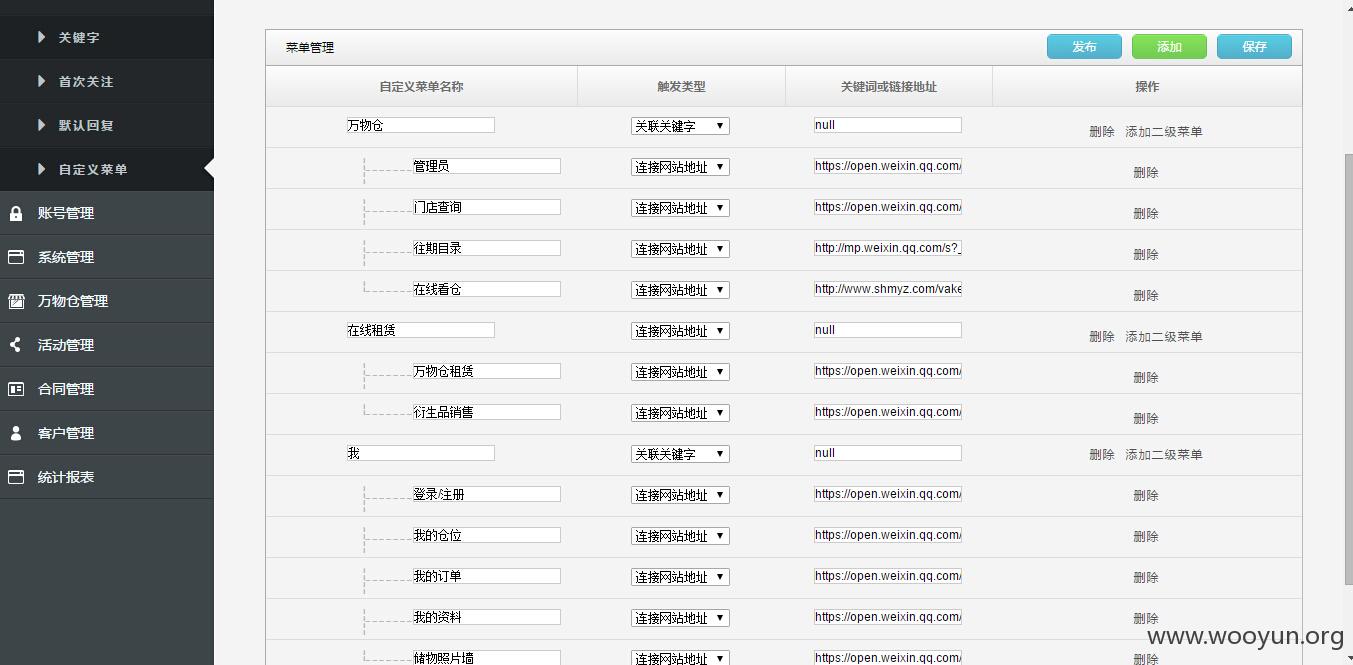 关键字
首次关注
默认回复
自定义菜单
账号管理
系统管理
万物仓管理
活动管理
合同管理
客户管理
统计报表
菜单管理 发布 添加 保存
自定义菜单名称 触发类型 关键词或链接地址 操作
万物仓 关联关键字 null 删除 添加二级菜单
管理员 连接网站地址 https://open.weixin.qq.com/ 删除
门店查询 连接网站地址 https://open.weixin.qq.com/ 删除
往期目录 连接网站地址 http://mp.weixin.qq.com/s?_ 删除
在线看仓 连接网站地址 http://www.shmyz.com/vake 删除
在线租赁 连接网站地址 null 删除 添加二级菜单
万物仓租赁 连接网站地址 https://open.weixin.qq.com/ 删除
衍生品销售 连接网站地址 https://open.weixin.qq.com/ 删除
我 关联关键字 null 删除 添加二级菜单
登录/注册 连接网站地址 https://open.weixin.qq.com/ 删除
我的仓位 连接网站地址 https://open.weixin.qq.com/ 删除
我的订单 连接网站地址 https://open.weixin.qq.com/ 删除
我的资料 连接网站地址 https://open.weixin.qq.com/ 删除
储物照片墙 连接网站地址 https://open.weixin.qq.com/ 删除
www.wooyun.org